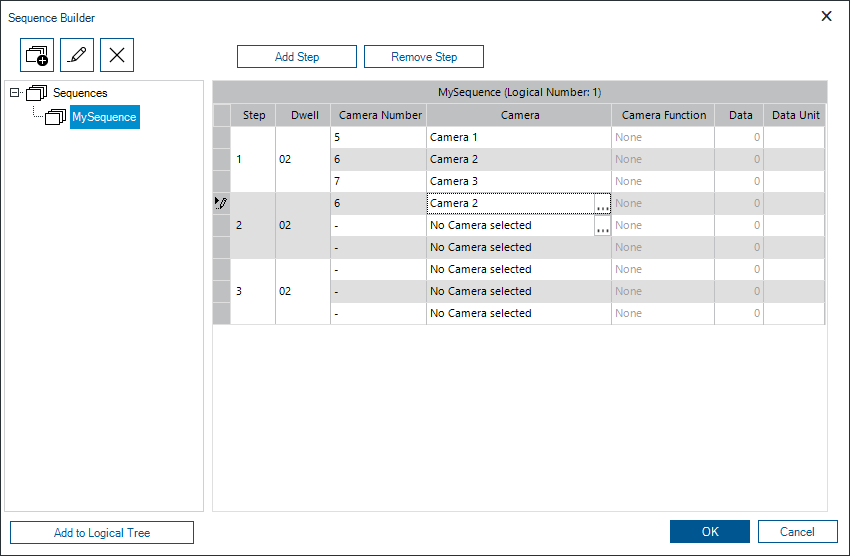 Sequence Builder
Add Step Remove Step
Sequences
MySequence
MySequence (Logical Number: 1)
Step Dwell Camera Number Camera Camera Function Data Data Unit
5 Camera 1 None 0
1 02 6 Camera 2 None 0
7 Camera 3 None 0
6 Camera 2 ... None 0
2 02 - No Camera selected ... None 0
- No Camera selected None 0
- No Camera selected None 0
3 02 - No Camera selected None 0
- No Camera selected None 0
Add to Logical Tree OK Cancel